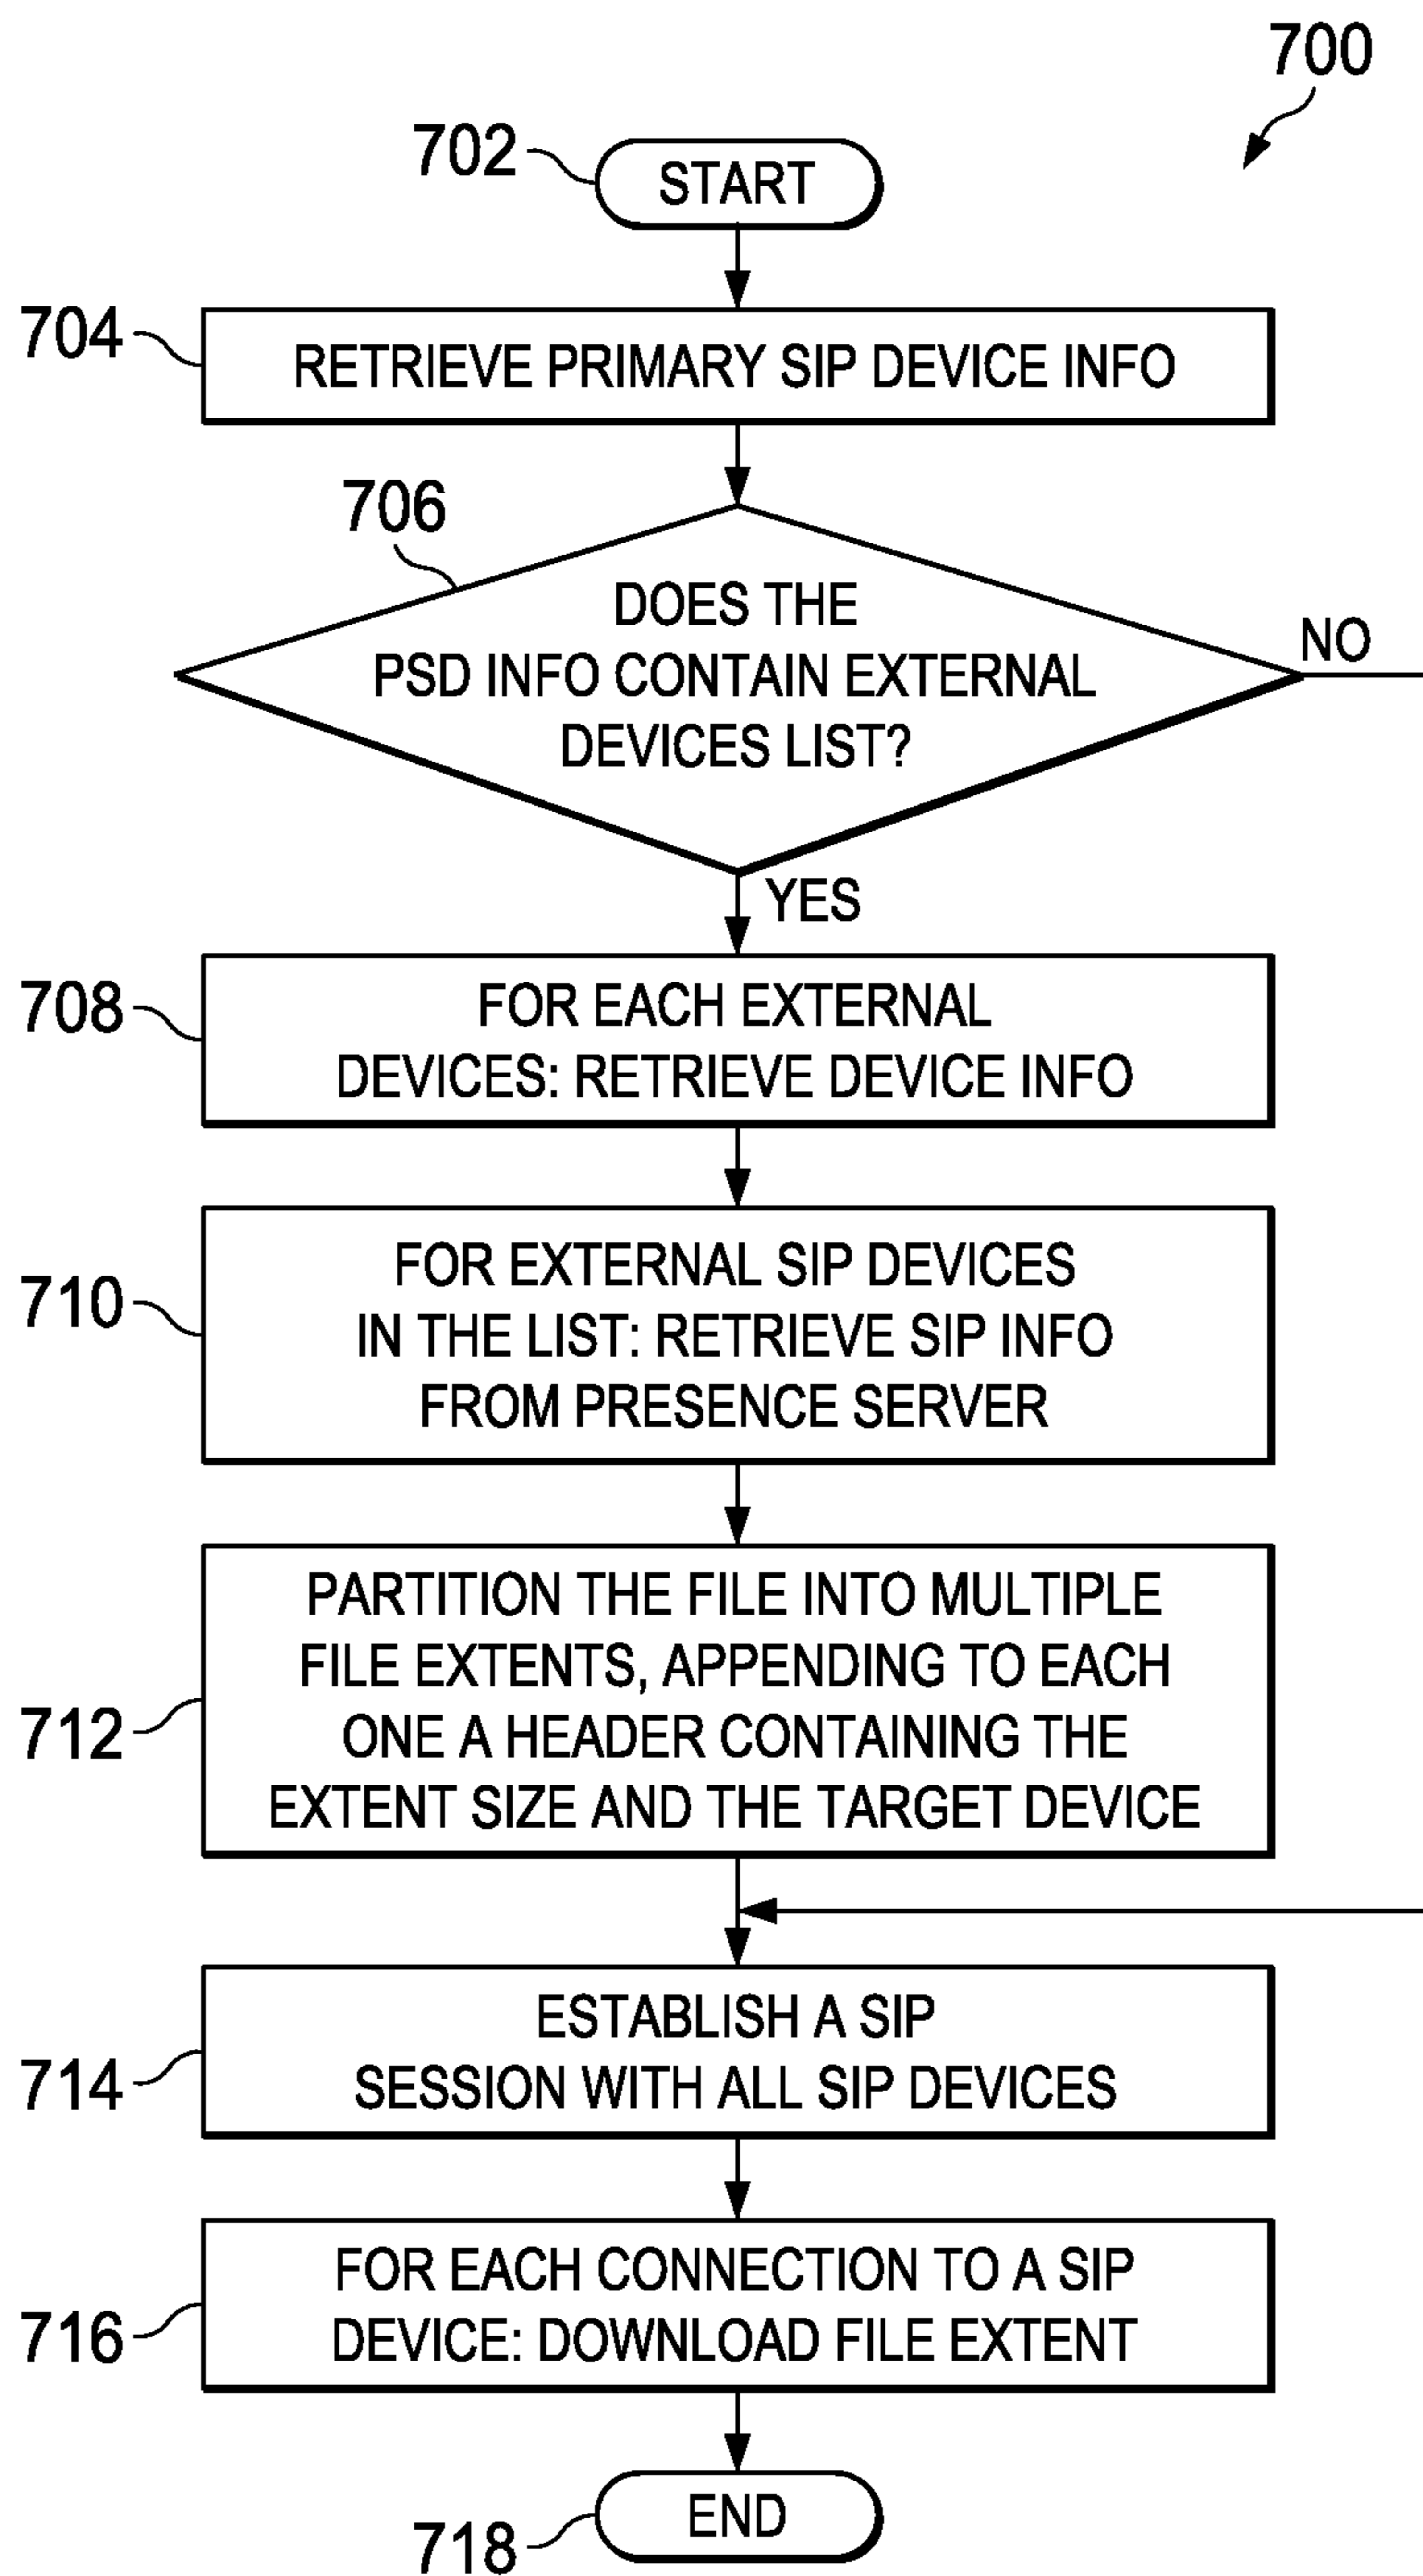 700
702
START
704
RETRIEVE PRIMARY SIP DEVICE INFO
706
DOES THE
PSD INFO CONTAIN EXTERNAL
DEVICES LIST?
NO
YES
708
FOR EACH EXTERNAL
DEVICES: RETRIEVE DEVICE INFO
710
FOR EXTERNAL SIP DEVICES
IN THE LIST: RETRIEVE SIP INFO
FROM PRESENCE SERVER
712
PARTITION THE FILE INTO MULTIPLE
FILE EXTENTS, APPENDING TO EACH
ONE A HEADER CONTAINING THE
EXTENT SIZE AND THE TARGET DEVICE
714
ESTABLISH A SIP
SESSION WITH ALL SIP DEVICES
716
FOR EACH CONNECTION TO A SIP
DEVICE: DOWNLOAD FILE EXTENT
718
END